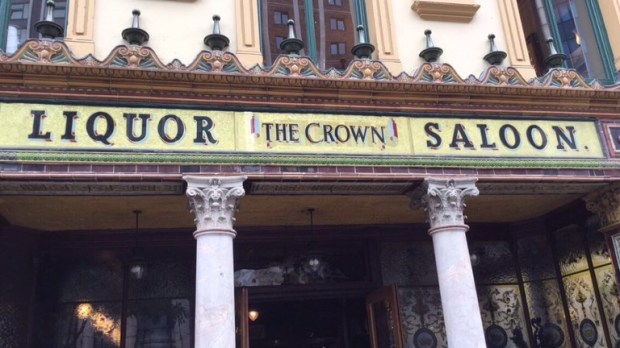 LIQUOR THE CROWN SALOON.